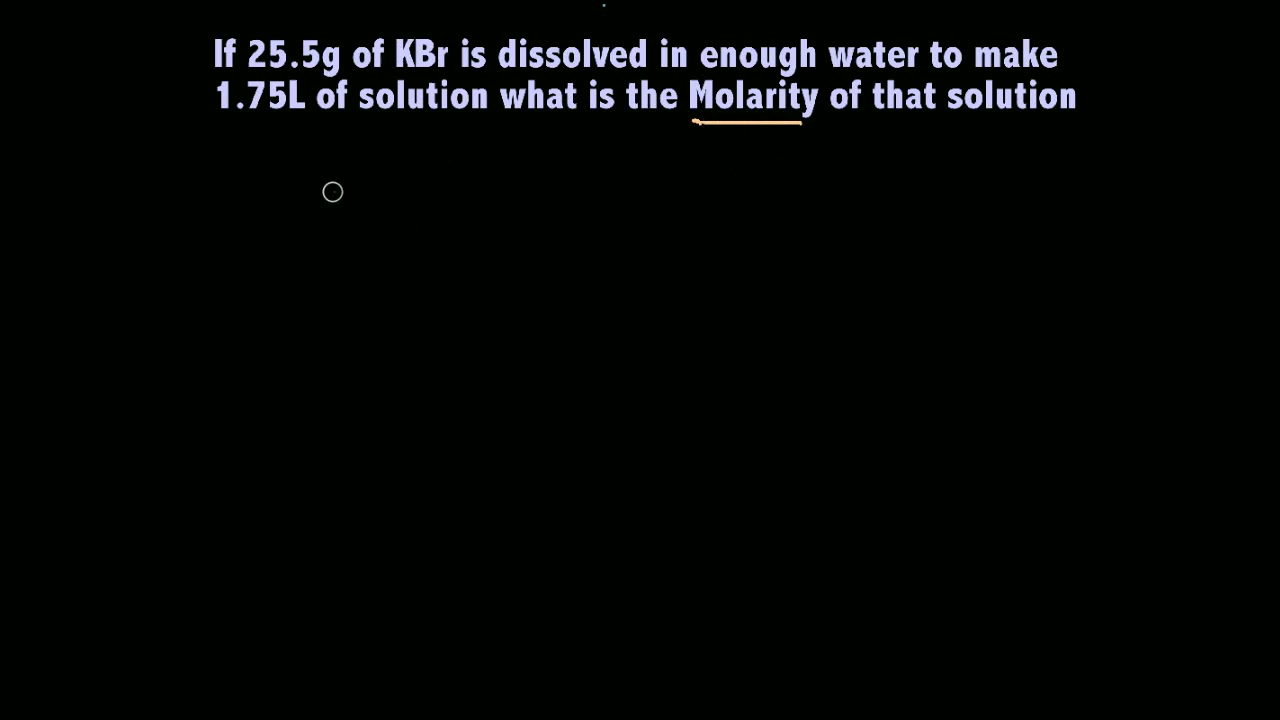 If 25.5g of KBr is dissolved in enough water to make
1.75L of solution what is the Molarity of that solution